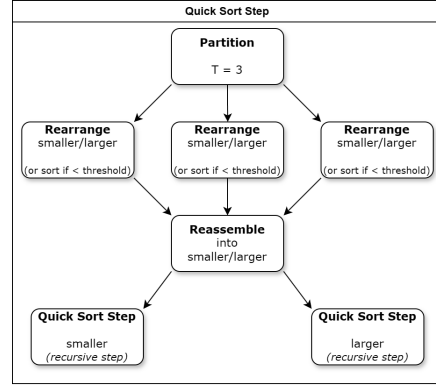 Quick Sort Step
Partition
T = 3
Rearrange
smaller/larger
(or sort if < threshold)
Rearrange
smaller/larger
(or sort if < threshold)
Rearrange
smaller/larger
(or sort if < threshold)
Reassemble
into
smaller/larger
Quick Sort Step
smaller
(recursive step)
Quick Sort Step
larger
(recursive step)